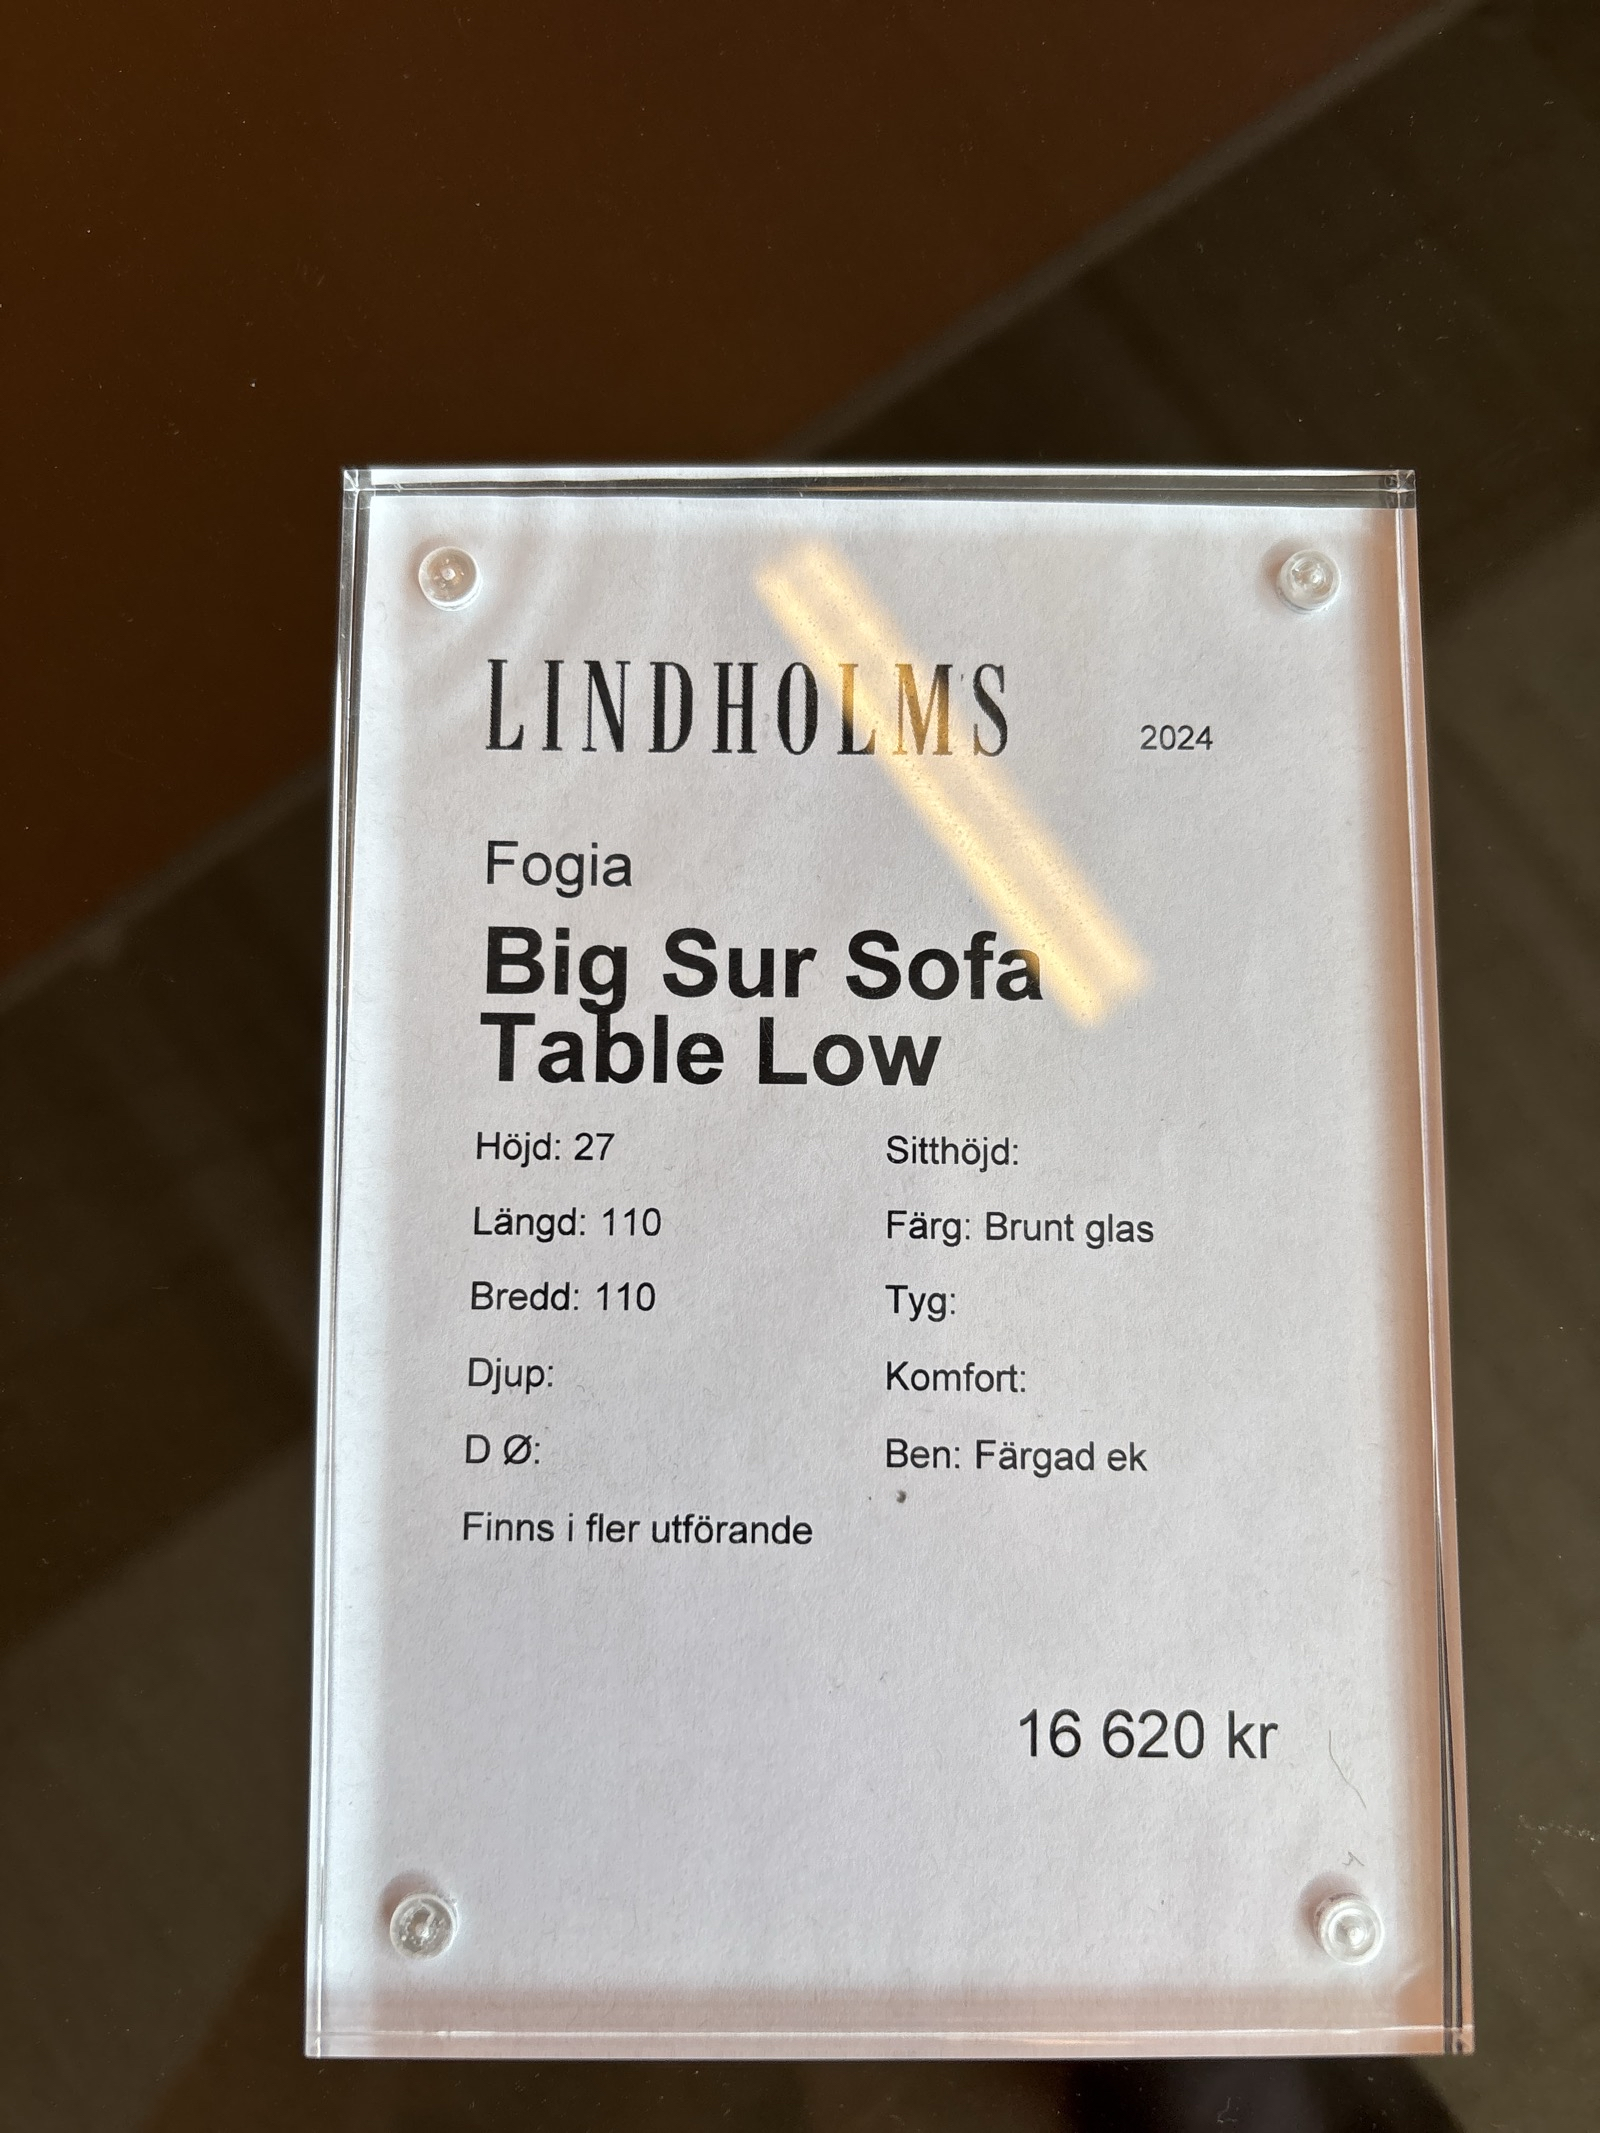 LINDHOLMS 2024
Fogia
Big Sur Sofa
Table Low
Höjd: 27 Sitthöjd:
Längd: 110 Färg: Brunt glas
Bredd: 110 Tyg:
Djup: Komfort:
D Ø: Ben: Färgad ek
Finns i fler utförande
16 620 kr